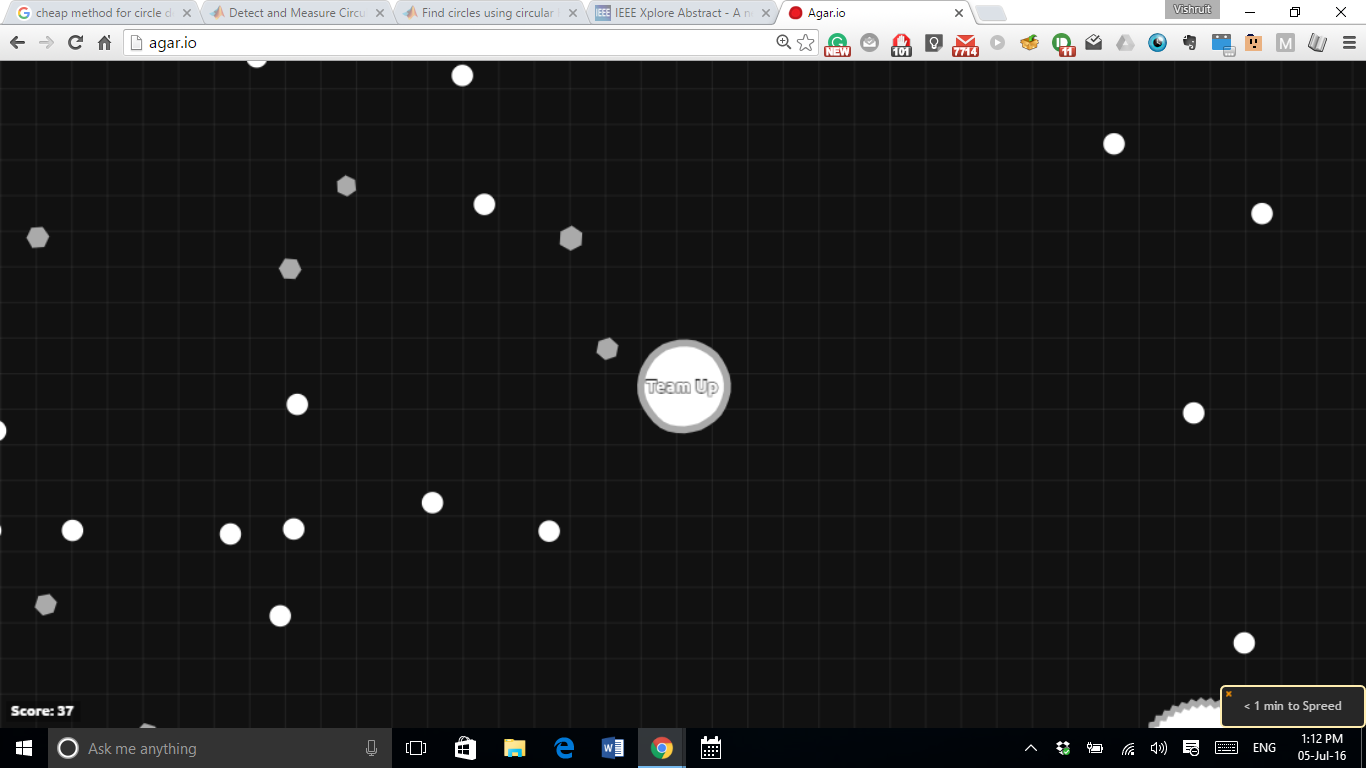 cheap method for circle d
Detect and Measure Circu
Find circles using circular
IEEE Xplore Abstract - A n
Agar.io
Vishruit
agar.io
NEW
101
7714
11
M
Team Up
Score: 37
< 1 min to Spreed
Ask me anything
ENG
1:12 PM
05-Jul-16